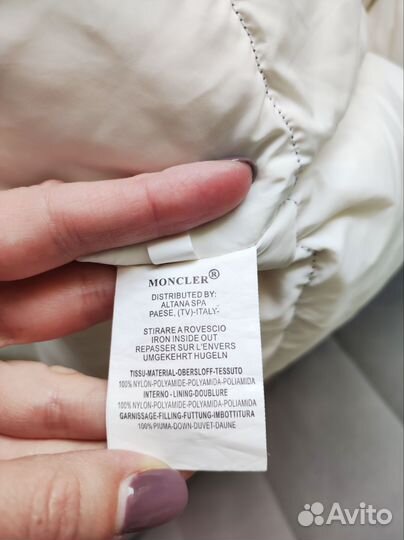 MONCLER®
DISTRIBUTED BY:
ALTANA SPA
PAESE, (TV)-ITALY-
STIRARE A ROVESCIO
IRON INSIDE OUT
REPASSER SUR L'ENVERS
UMGEKEHRT HUGELN
TISSU-MATERIAL-OBERSLOFF-TESSUTO
100% NYLON-POLYAMIDE-POLYAMIDA-POLIAMIDA
INTERNO-LINING-DOUBLURE
100% NYLON-POLYAMIDE-POLYAMIDA-POLIAMIDA
GARNISSAGE-FILLING-FUTTUNG-IMBOTTITURA
100% PIUMA-DOWN-DUVET-DAUNE
Avito